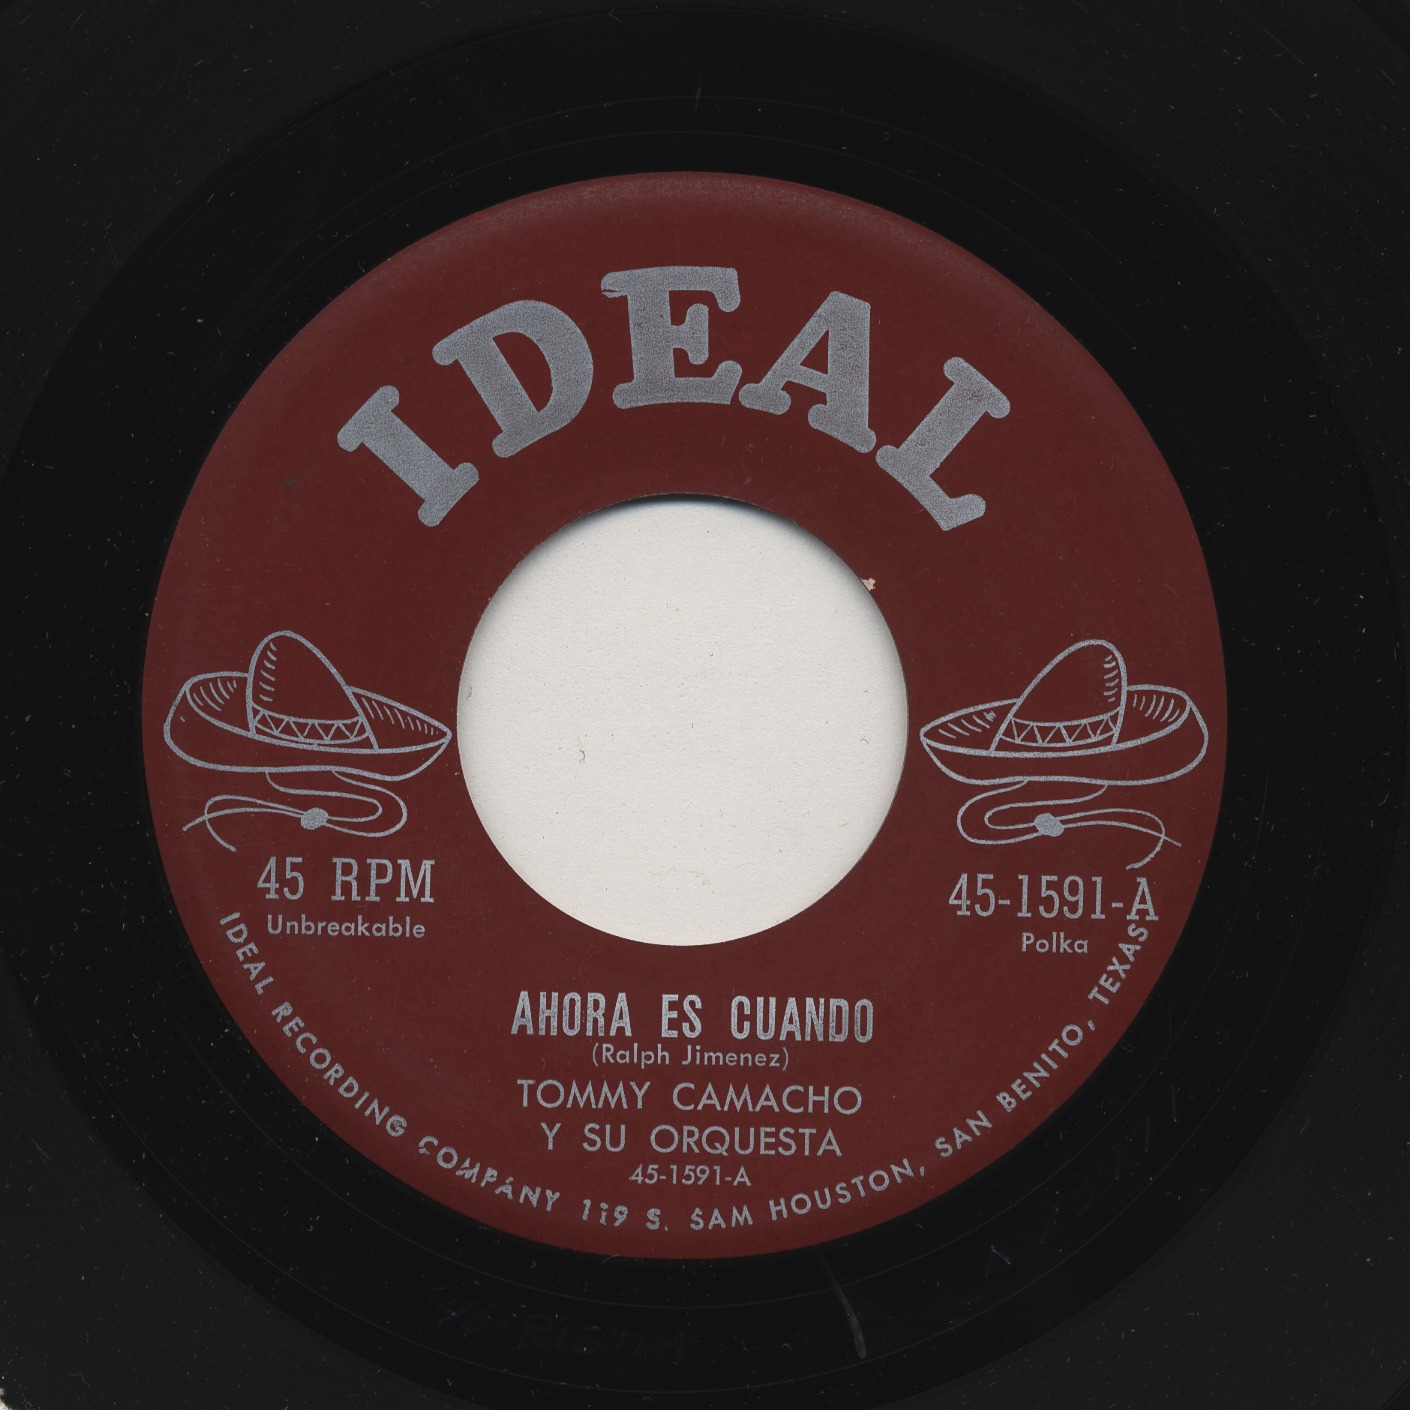 IDEAL
45 RPM
Unbreakable
45-1591-A
Polka
AHORA ES CUANDO
(Ralph Jimenez)
TOMMY CAMACHO
Y SU ORQUESTA
45-1591-A
IDEAL RECORDING COMPANY 119 S. SAM HOUSTON, SAN BENITO, TEXAS